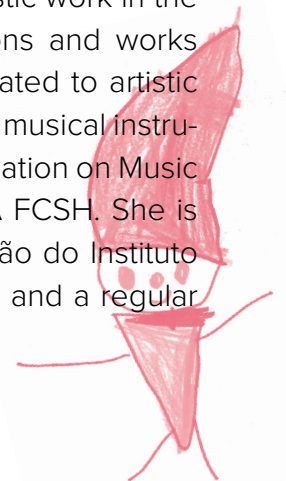 stic work in the
ons and works
ated to artistic
musical instru-
ation on Music
FCSH. She is
ão do Instituto
and a regular